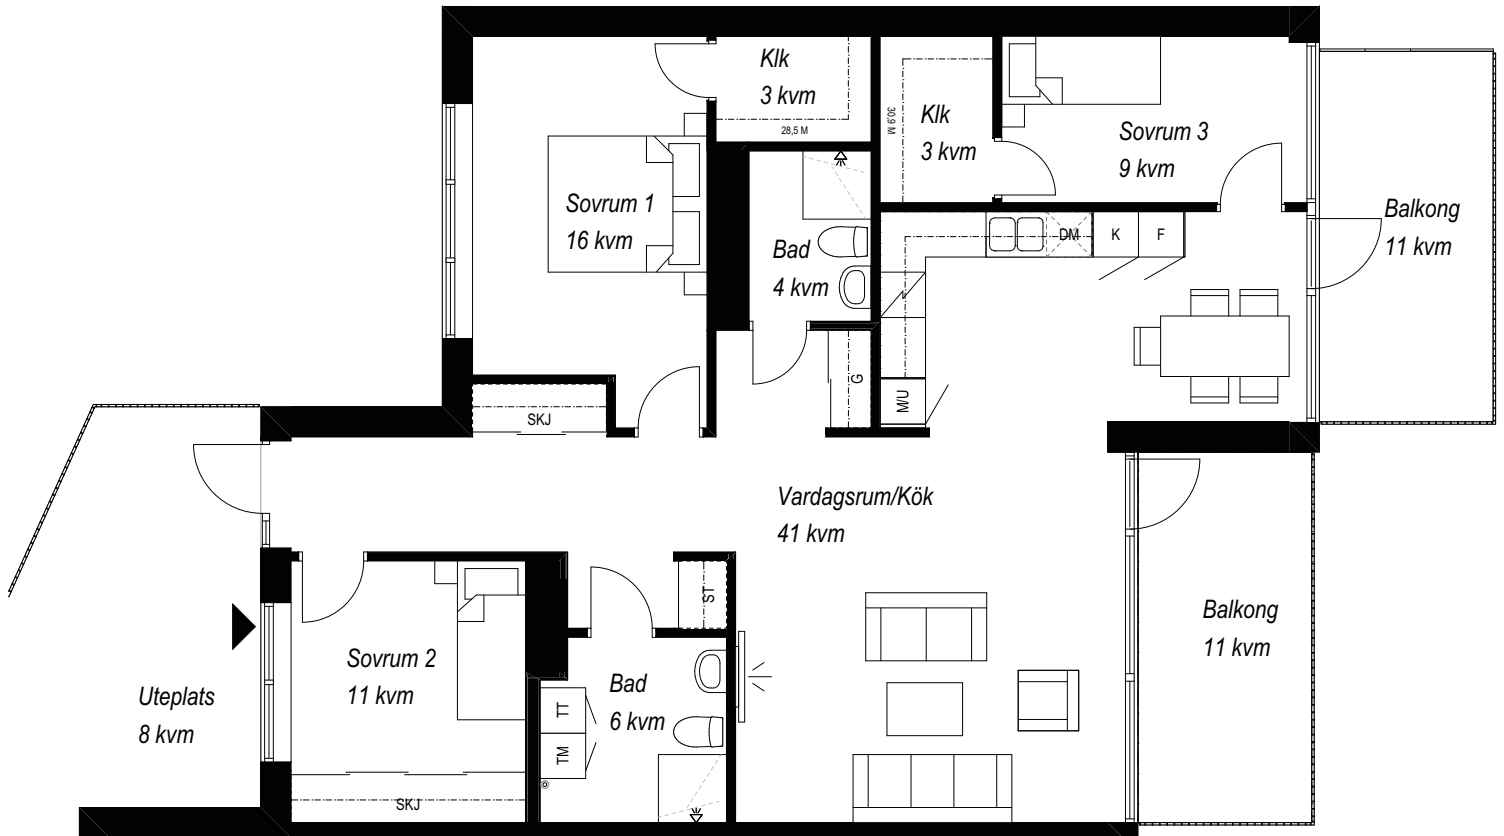 Klk
3 kvm
28,5 M
30,9 M
Klk
3 kvm
Sovrum 3
9 kvm
Sovrum 1
16 kvm
Bad
4 kvm
DM
K
F
Balkong
11 kvm
G
M/U
SKJ
Vardagsrum/Kök
41 kvm
ST
Sovrum 2
11 kvm
Bad
6 kvm
TT
TM
Balkong
11 kvm
Uteplats
8 kvm
SKJ